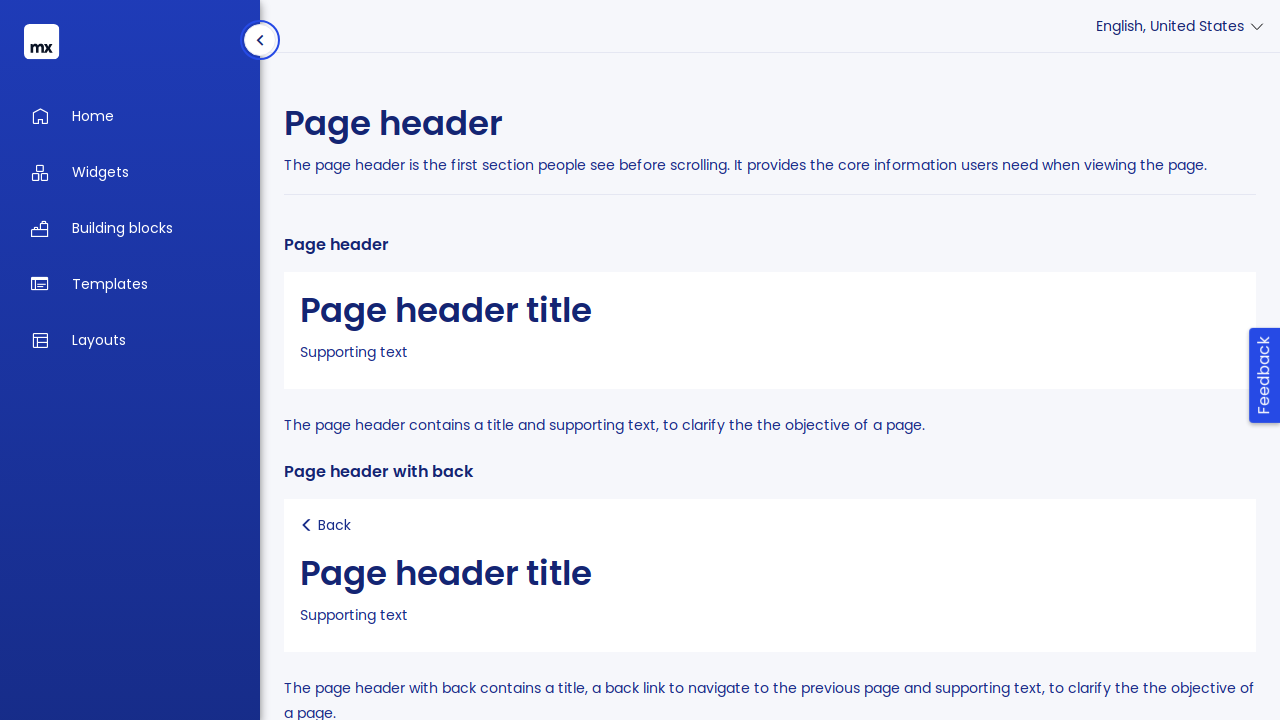 mx
English, United States
Home
Widgets
Building blocks
Templates
Layouts
Page header
The page header is the first section people see before scrolling. It provides the core information users need when viewing the page.
Page header
Page header title
Supporting text
The page header contains a title and supporting text, to clarify the the objective of a page.
Page header with back
Back
Page header title
Supporting text
The page header with back contains a title, a back link to navigate to the previous page and supporting text, to clarify the the objective of
a page.
Feedback